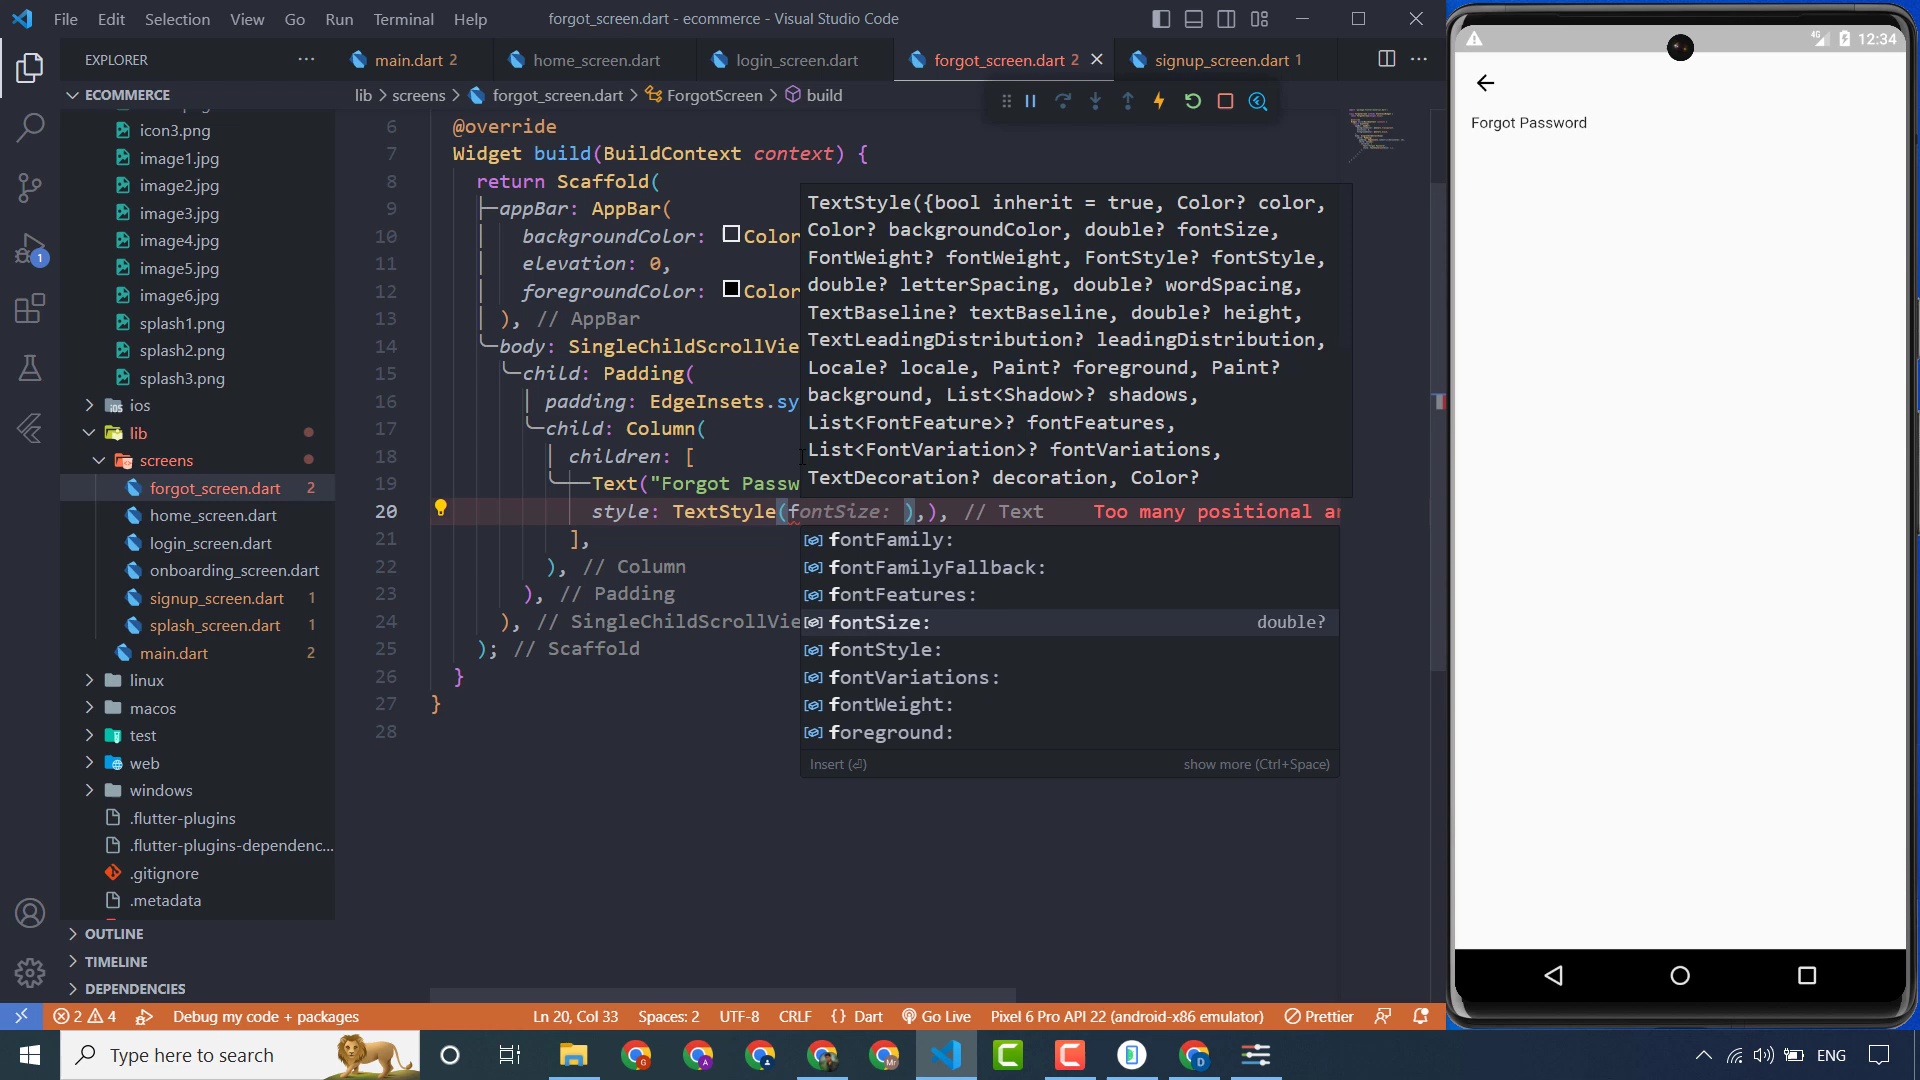 File Edit Selection View Go Run Terminal Help
forgot_screen.dart - ecommerce - Visual Studio Code
EXPLORER
main.dart 2
home_screen.dart
login_screen.dart
forgot_screen.dart 2
signup_screen.dart 1
ECOMMERCE
lib > screens > forgot_screen.dart > ForgotScreen > build
icon3.png
image1.jpg
image2.jpg
image3.jpg
image4.jpg
image5.jpg
image6.jpg
splash1.png
splash2.png
splash3.png
ios
lib
screens
forgot_screen.dart 2
home_screen.dart
login_screen.dart
onboarding_screen.dart
signup_screen.dart 1
splash_screen.dart 1
main.dart 2
linux
macos
test
web
windows
.flutter-plugins
.flutter-plugins-dependenc...
.gitignore
.metadata
OUTLINE
TIMELINE
DEPENDENCIES
1
6 @override
7 Widget build(BuildContext context) {
8 return Scaffold(
9 appBar: AppBar(
10 backgroundColor: Color
11 elevation: 0,
12 foregroundColor: Color
13 ), // AppBar
14 body: SingleChildScrollVie
15 child: Padding(
16 padding: EdgeInsets.sy
17 child: Column(
18 children: [
19 Text("Forgot Passw
20 style: TextStyle(fontSize: ),), // Text Too many positional ar
21 ],
22 ), // Column
23 ), // Padding
24 ), // SingleChildScrollVie
25 ); // Scaffold
26 }
27 }
28
TextStyle({bool inherit = true, Color? color,
Color? backgroundColor, double? fontSize,
FontWeight? fontWeight, FontStyle? fontStyle,
double? letterSpacing, double? wordSpacing,
TextBaseline? textBaseline, double? height,
TextLeadingDistribution? leadingDistribution,
Locale? locale, Paint? foreground, Paint?
background, List<Shadow>? shadows,
List<FontFeature>? fontFeatures,
List<FontVariation>? fontVariations,
TextDecoration? decoration, Color?
fontFamily:
fontFamilyFallback:
fontFeatures:
fontSize: double?
fontStyle:
fontVariations:
fontWeight:
foreground:
Insert (⏎) show more (Ctrl+Space)
4G 12:34
Forgot Password
2 4 Debug my code + packages Ln 20, Col 33 Spaces: 2 UTF-8 CRLF {} Dart Go Live Pixel 6 Pro API 22 (android-x86 emulator) Prettier
Type here to search
ENG